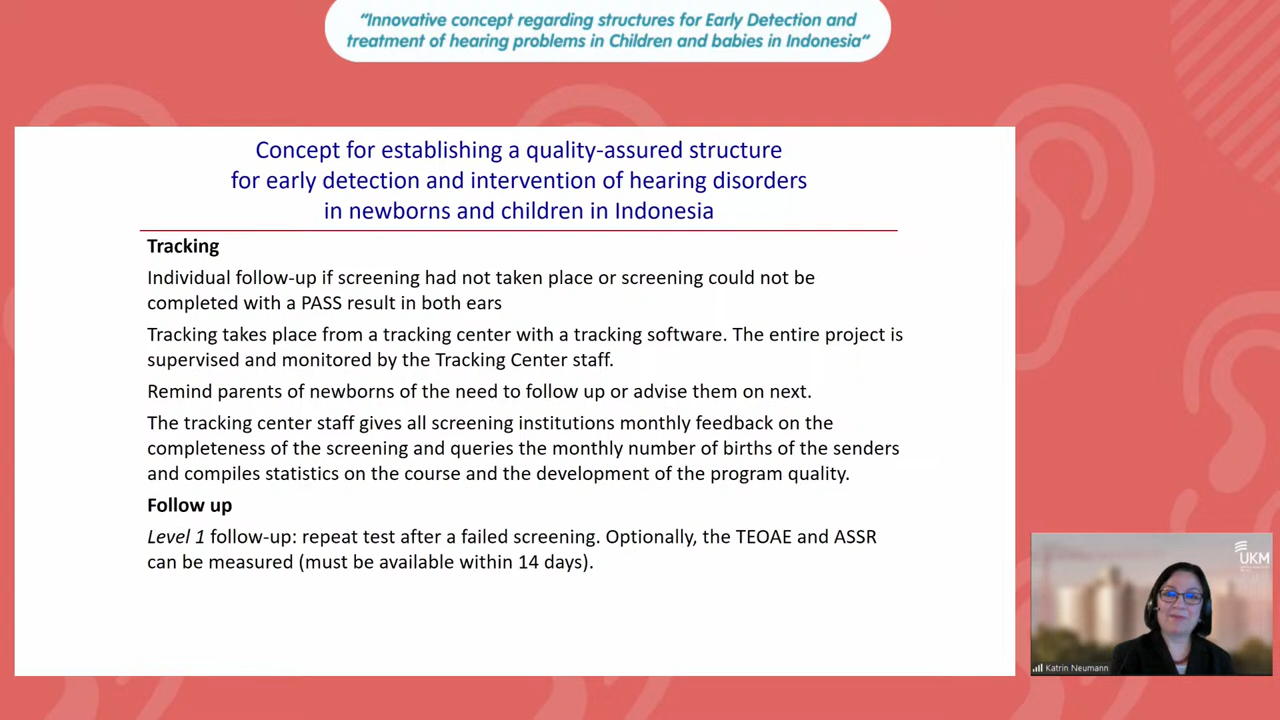 “Innovative concept regarding structures for Early Detection and
treatment of hearing problems in Children and babies in Indonesia“
Concept for establishing a quality-assured structure
for early detection and intervention of hearing disorders
in newborns and children in Indonesia
Tracking
Individual follow-up if screening had not taken place or screening could not be
completed with a PASS result in both ears
Tracking takes place from a tracking center with a tracking software. The entire project is
supervised and monitored by the Tracking Center staff.
Remind parents of newborns of the need to follow up or advise them on next.
The tracking center staff gives all screening institutions monthly feedback on the
completeness of the screening and queries the monthly number of births of the senders
and compiles statistics on the course and the development of the program quality.
Follow up
Level 1 follow-up: repeat test after a failed screening. Optionally, the TEOAE and ASSR
can be measured (must be available within 14 days).
UKM
Katrin Neumann